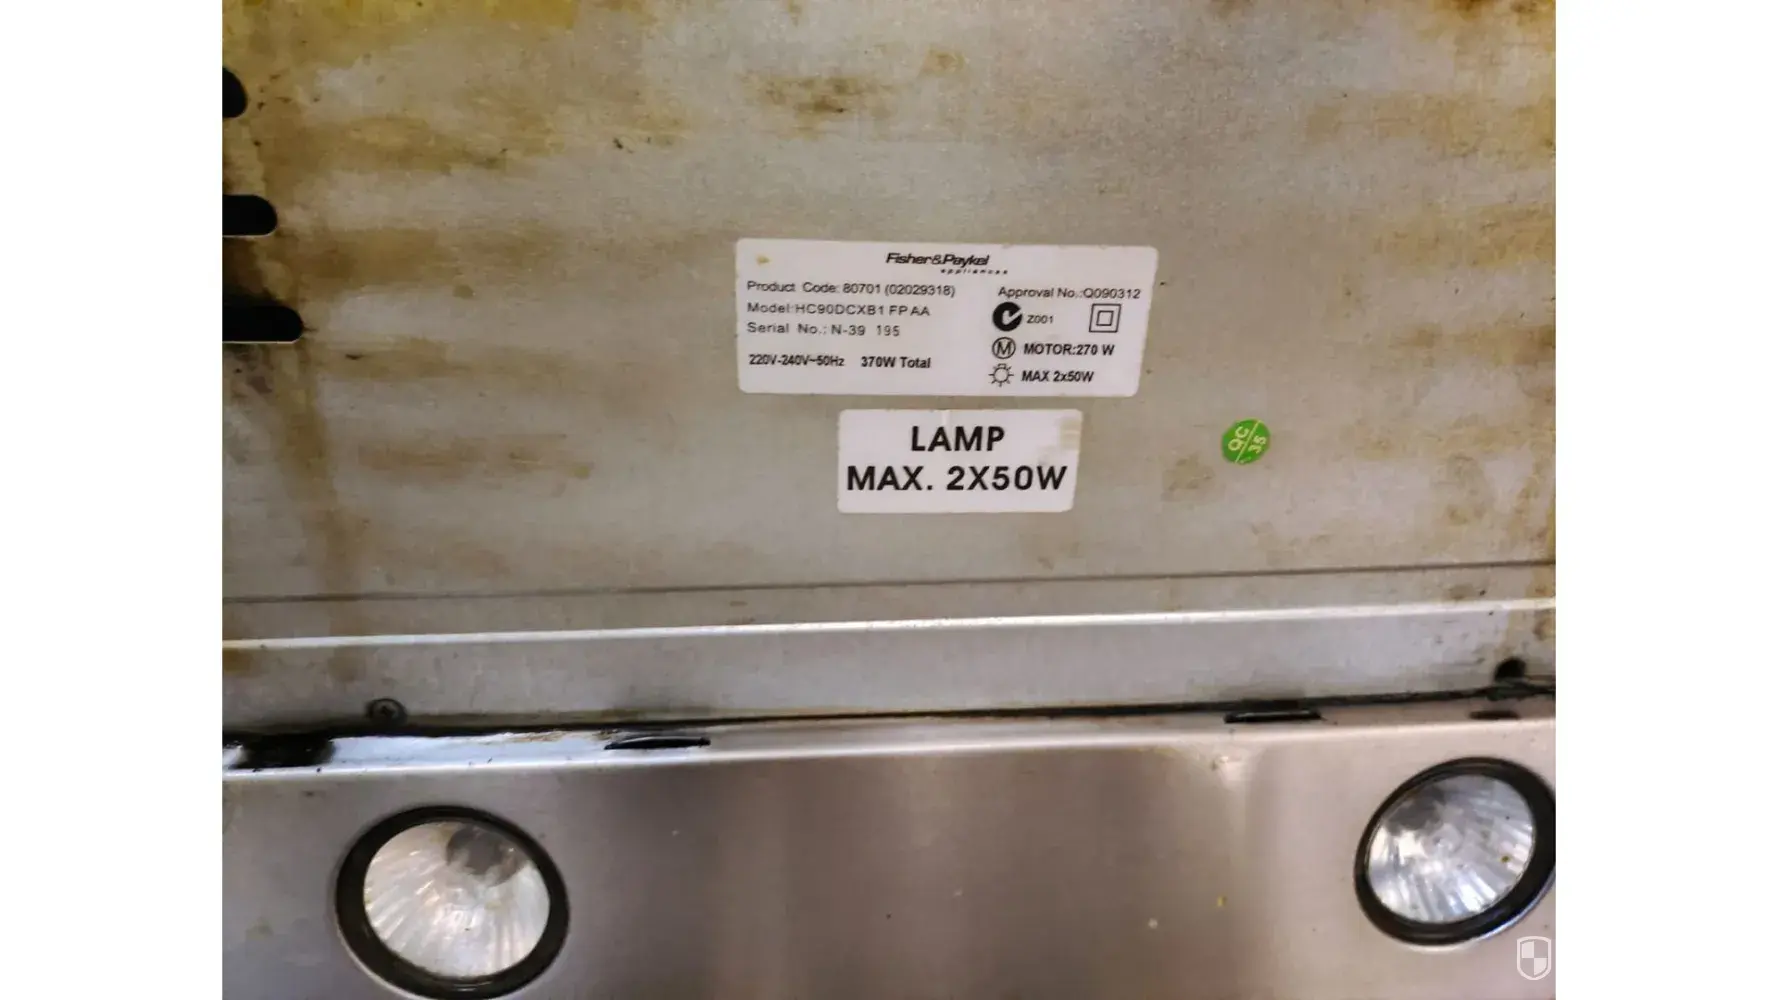 Fisher&Paykel
appliances
Product Code: 80701 (02029318)
Model:HC90DCXB1 FP AA
Serial No.: N-39 195
220V-240V~50Hz 370W Total
Approval No.:Q090312
Z001
M MOTOR:270 W
MAX 2x50W
LAMP
MAX. 2X50W
QC
35